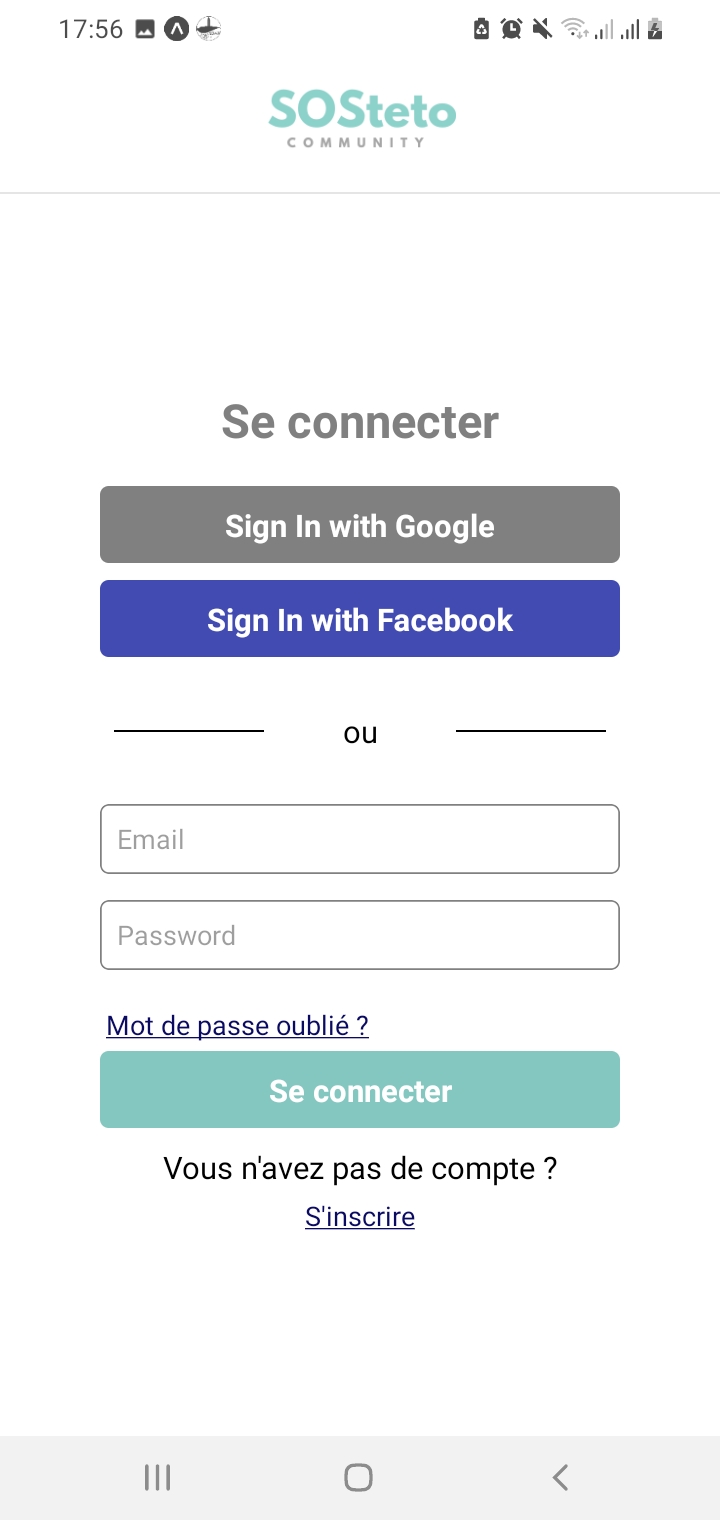 17:56
SOSteto
COMMUNITY
Se connecter
Sign In with Google
Sign In with Facebook
ou
Email
Password
Mot de passe oublié ?
Se connecter
Vous n'avez pas de compte ?
S'inscrire